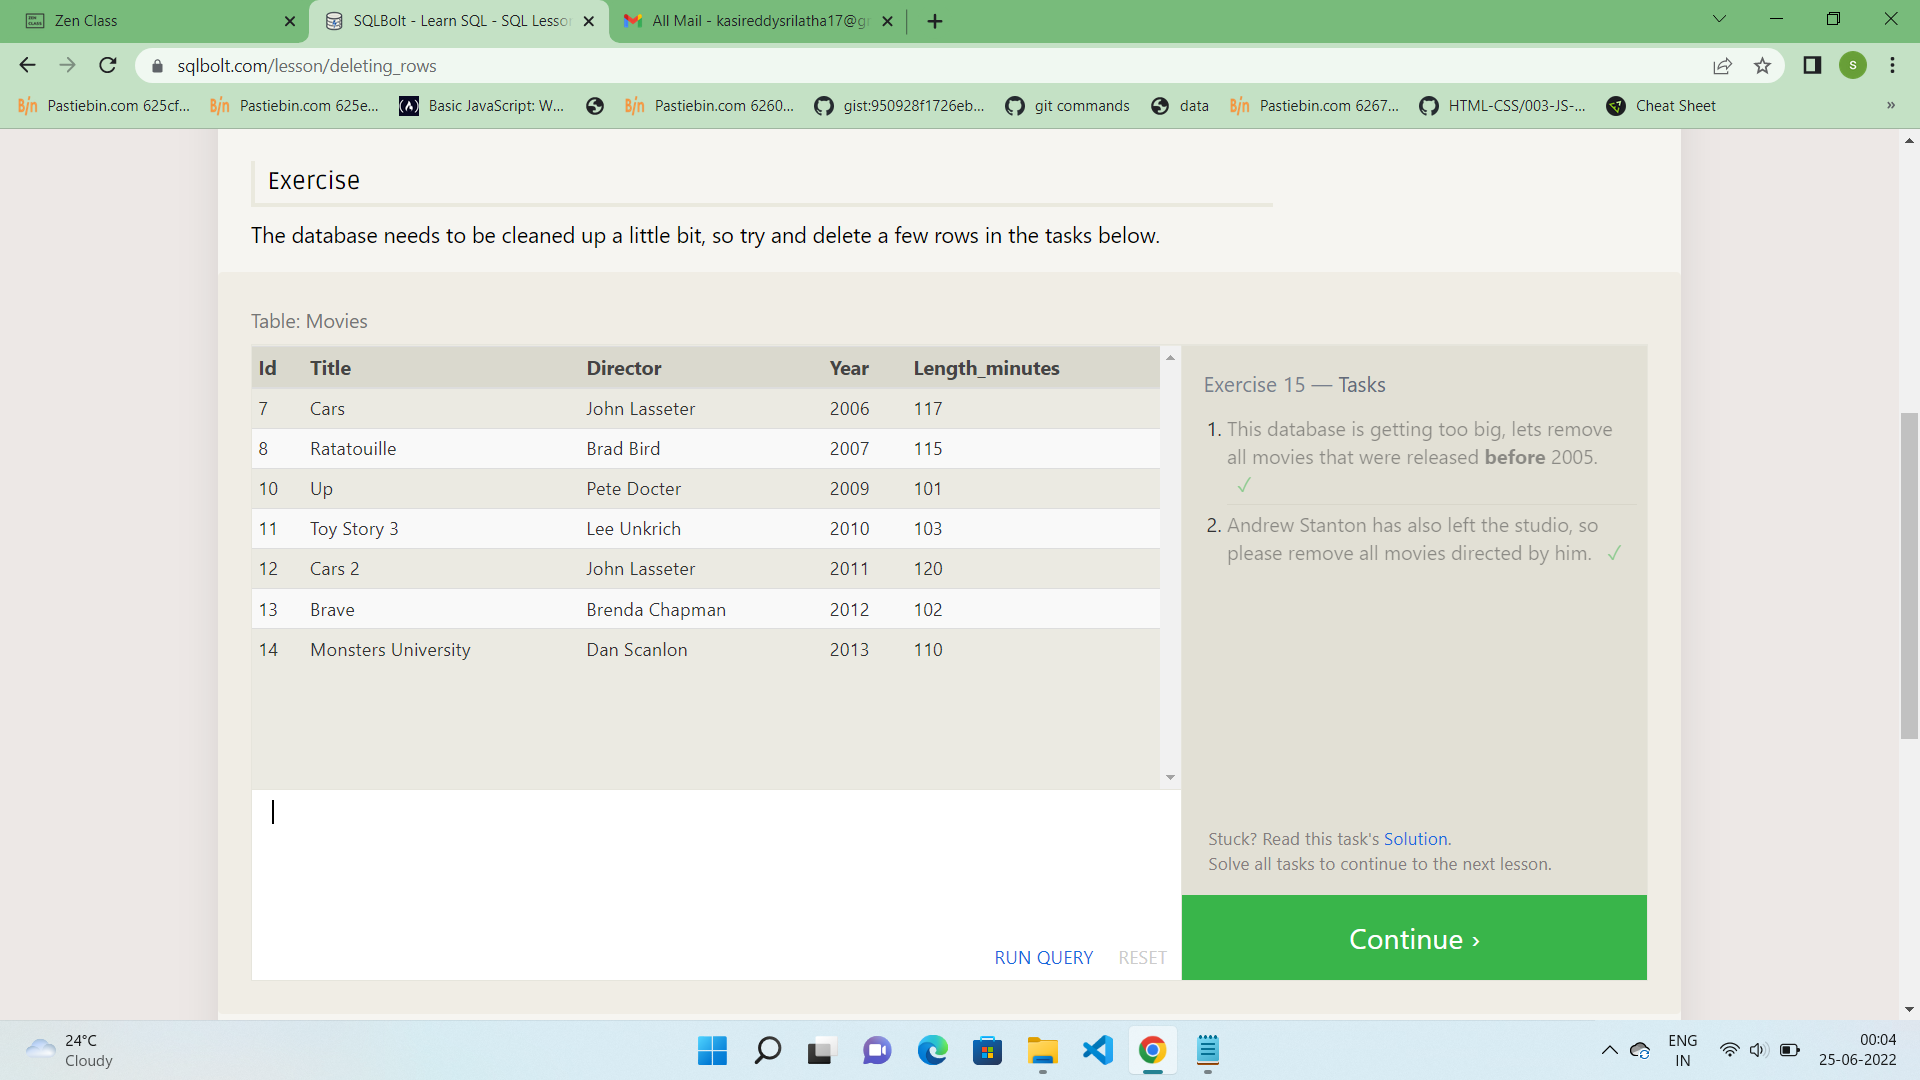 Zen Class
SQLBolt - Learn SQL - SQL Lesson
All Mail - kasireddysrilatha17@g
sqlbolt.com/lesson/deleting_rows
S
Pastiebin.com 625cf...
Pastiebin.com 625e...
Basic JavaScript: W...
Pastiebin.com 6260...
gist:950928f1726eb...
git commands
data
Pastiebin.com 6267...
HTML-CSS/003-JS-...
Cheat Sheet
»
Exercise
The database needs to be cleaned up a little bit, so try and delete a few rows in the tasks below.
Table: Movies
Id Title Director Year Length_minutes
7 Cars John Lasseter 2006 117
8 Ratatouille Brad Bird 2007 115
10 Up Pete Docter 2009 101
11 Toy Story 3 Lee Unkrich 2010 103
12 Cars 2 John Lasseter 2011 120
13 Brave Brenda Chapman 2012 102
14 Monsters University Dan Scanlon 2013 110
Exercise 15 — Tasks
1. This database is getting too big, lets remove
all movies that were released before 2005.
✓
2. Andrew Stanton has also left the studio, so
please remove all movies directed by him. ✓
Stuck? Read this task's Solution.
Solve all tasks to continue to the next lesson.
RUN QUERY RESET
Continue ›
24°C
Cloudy
ENG
IN
00:04
25-06-2022